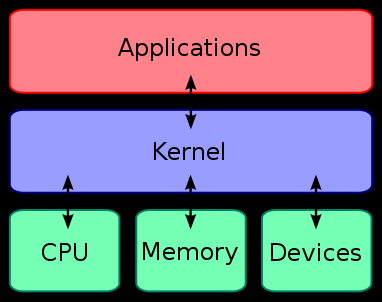 Applications
Kernel
CPU
Memory
Devices